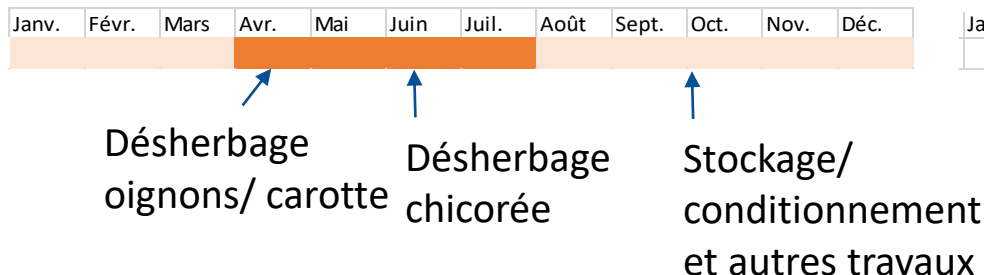 Janv. Févr. Mars Avr. Mai Juin Juil. Août Sept. Oct. Nov. Déc. Ja
Désherbage
oignons/ carotte
Désherbage
chicorée
Stockage/
conditionnement
et autres travaux